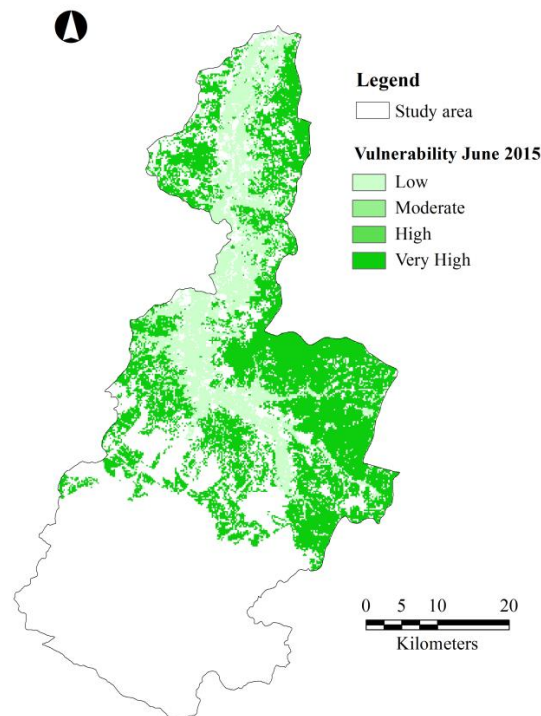 Legend
Study area
Vulnerability June 2015
Low
Moderate
High
Very High
0 5 10 20
Kilometers